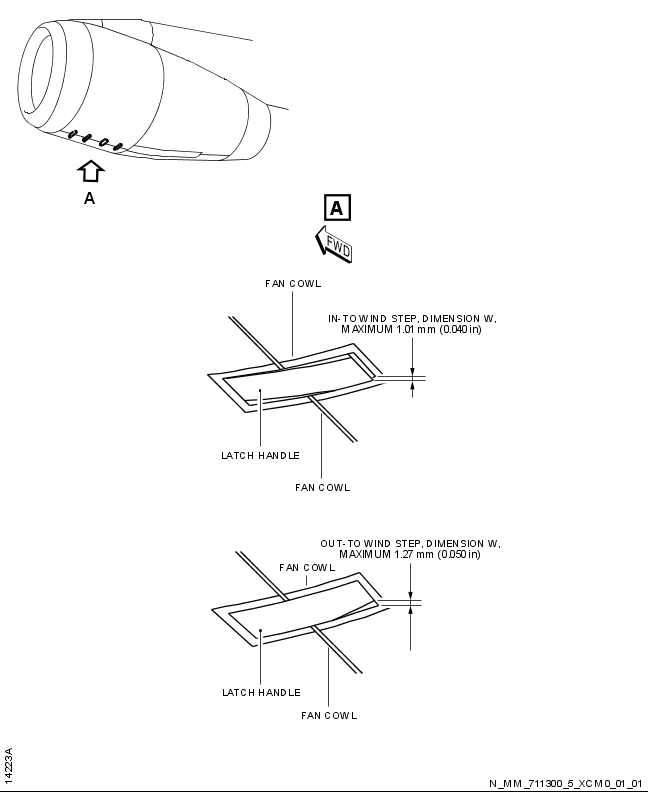 A
A
FWD
FAN COWL
IN-TO WIND STEP, DIMENSION W,
MAXIMUM 1.01 mm (0.040 in)
LATCH HANDLE
FAN COWL
OUT-TO WIND STEP, DIMENSION W,
MAXIMUM 1.27 mm (0.050 in)
FAN COWL
LATCH HANDLE
FAN COWL
14223A
N_MM_711300_5_XCM0_01_01